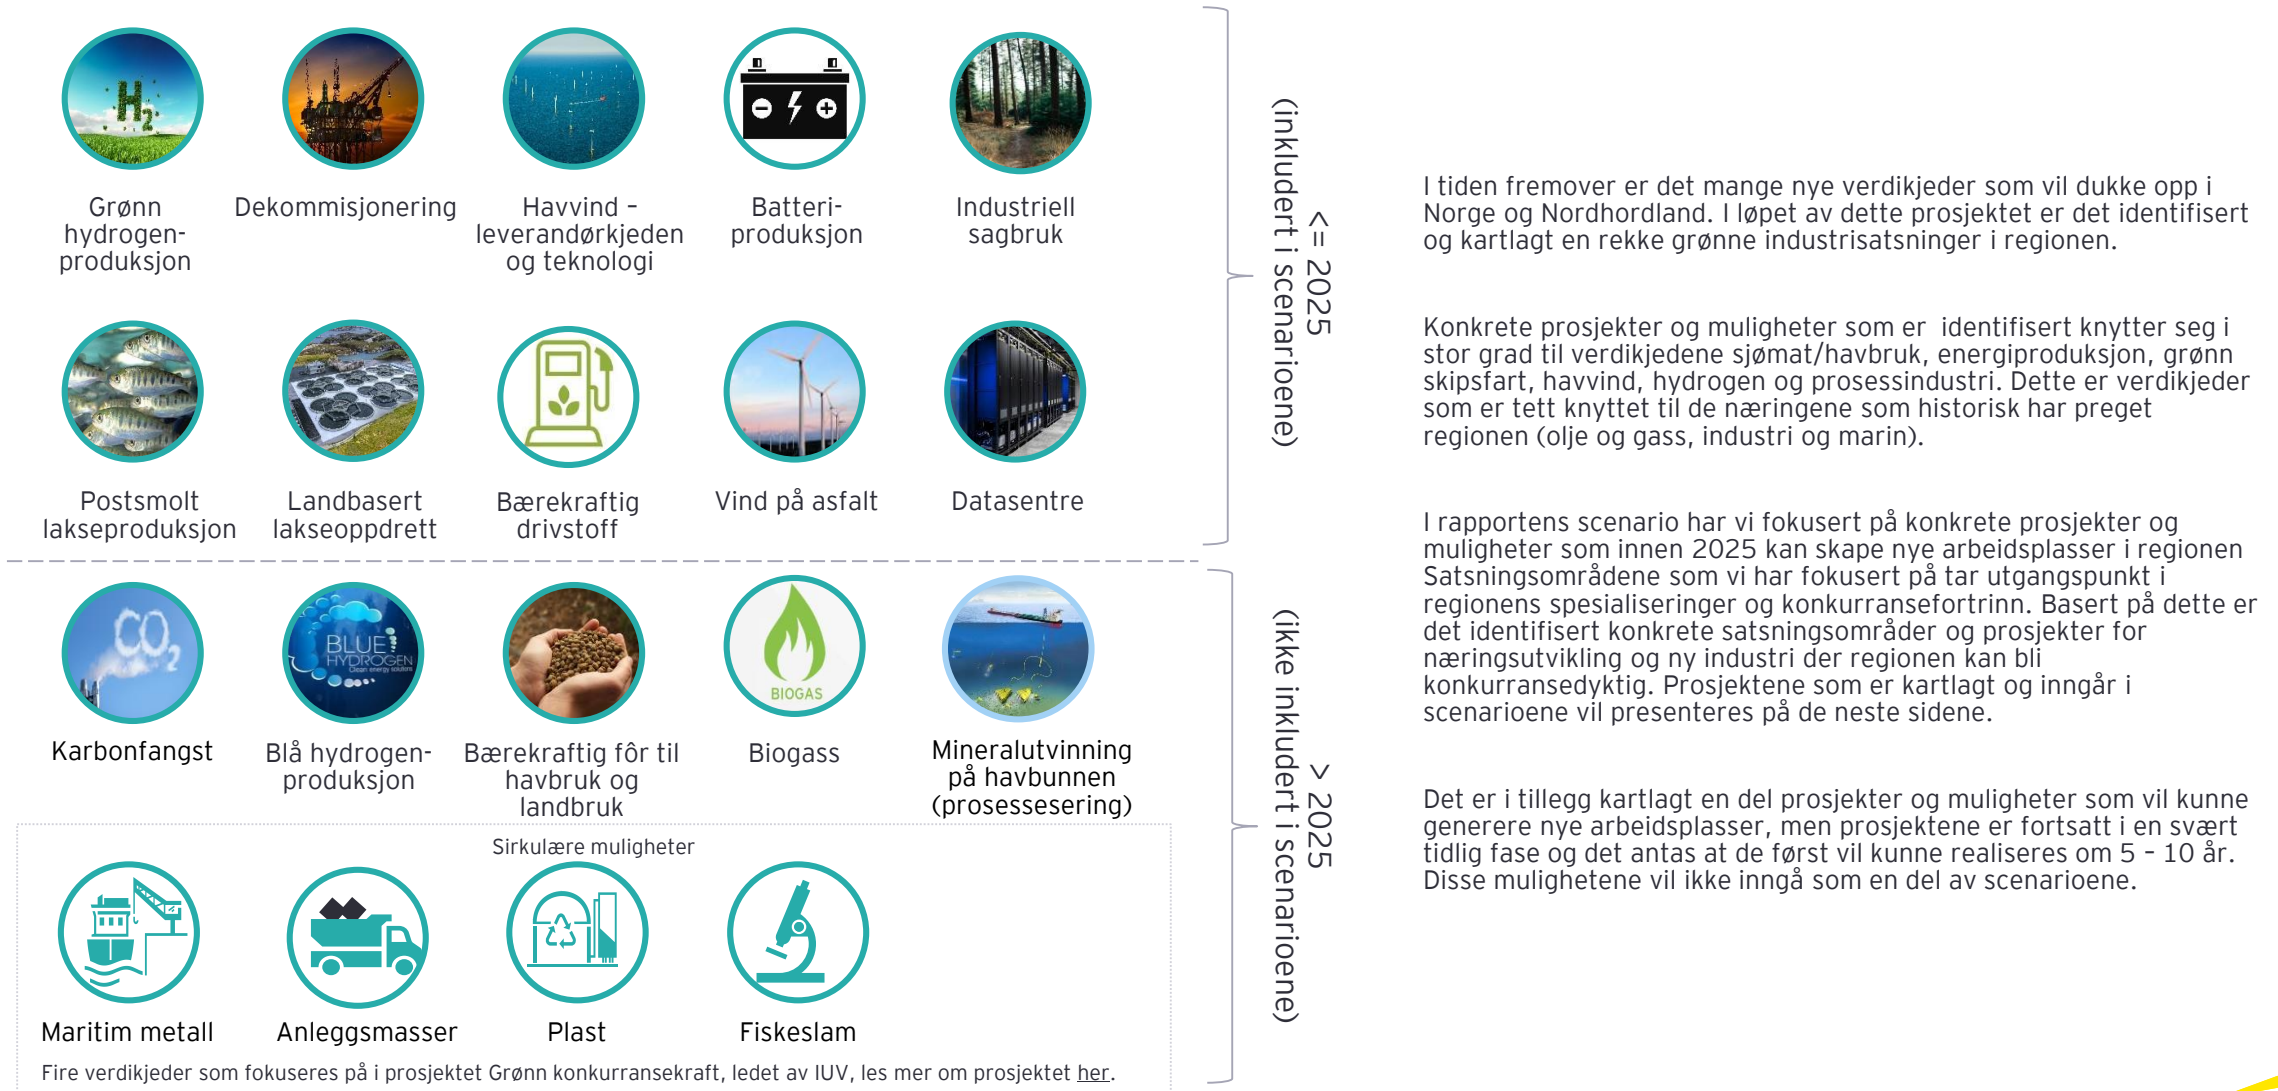 H2
Grønn
hydrogen-
produksjon
Dekommisjonering
Havvind –
leverandørkjeden
og teknologi
Batteri-
produksjon
Industriell
sagbruk
Postsmolt
lakseproduksjon
Landbasert
lakseoppdrett
Bærekraftig
drivstoff
Vind på asfalt
Datasentre
<= 2025
(inkludert i scenarioene)
CO2
Karbonfangst
BLUE
HYDROGEN
Clean energy solutions
Blå hydrogen-
produksjon
Bærekraftig fôr til
havbruk og
landbruk
BIOGAS
Biogass
Mineralutvinning
på havbunnen
(prosessesering)
Sirkulære muligheter
Maritim metall
Anleggsmasser
Plast
Fiskeslam
Fire verdikjeder som fokuseres på i prosjektet Grønn konkurransekraft, ledet av IUV, les mer om prosjektet her.
> 2025
(ikke inkludert i scenarioene)
I tiden fremover er det mange nye verdikjeder som vil dukke opp i
Norge og Nordhordland. I løpet av dette prosjektet er det identifisert
og kartlagt en rekke grønne industrisatsninger i regionen.
Konkrete prosjekter og muligheter som er identifisert knytter seg i
stor grad til verdikjedene sjømat/havbruk, energiproduksjon, grønn
skipsfart, havvind, hydrogen og prosessindustri. Dette er verdikjeder
som er tett knyttet til de næringene som historisk har preget
regionen (olje og gass, industri og marin).
I rapportens scenario har vi fokusert på konkrete prosjekter og
muligheter som innen 2025 kan skape nye arbeidsplasser i regionen
Satsningsområdene som vi har fokusert på tar utgangspunkt i
regionens spesialiseringer og konkurransefortrinn. Basert på dette er
det identifisert konkrete satsningsområder og prosjekter for
næringsutvikling og ny industri der regionen kan bli
konkurransedyktig. Prosjektene som er kartlagt og inngår i
scenarioene vil presenteres på de neste sidene.
Det er i tillegg kartlagt en del prosjekter og muligheter som vil kunne
generere nye arbeidsplasser, men prosjektene er fortsatt i en svært
tidlig fase og det antas at de først vil kunne realiseres om 5 – 10 år.
Disse mulighetene vil ikke inngå som en del av scenarioene.